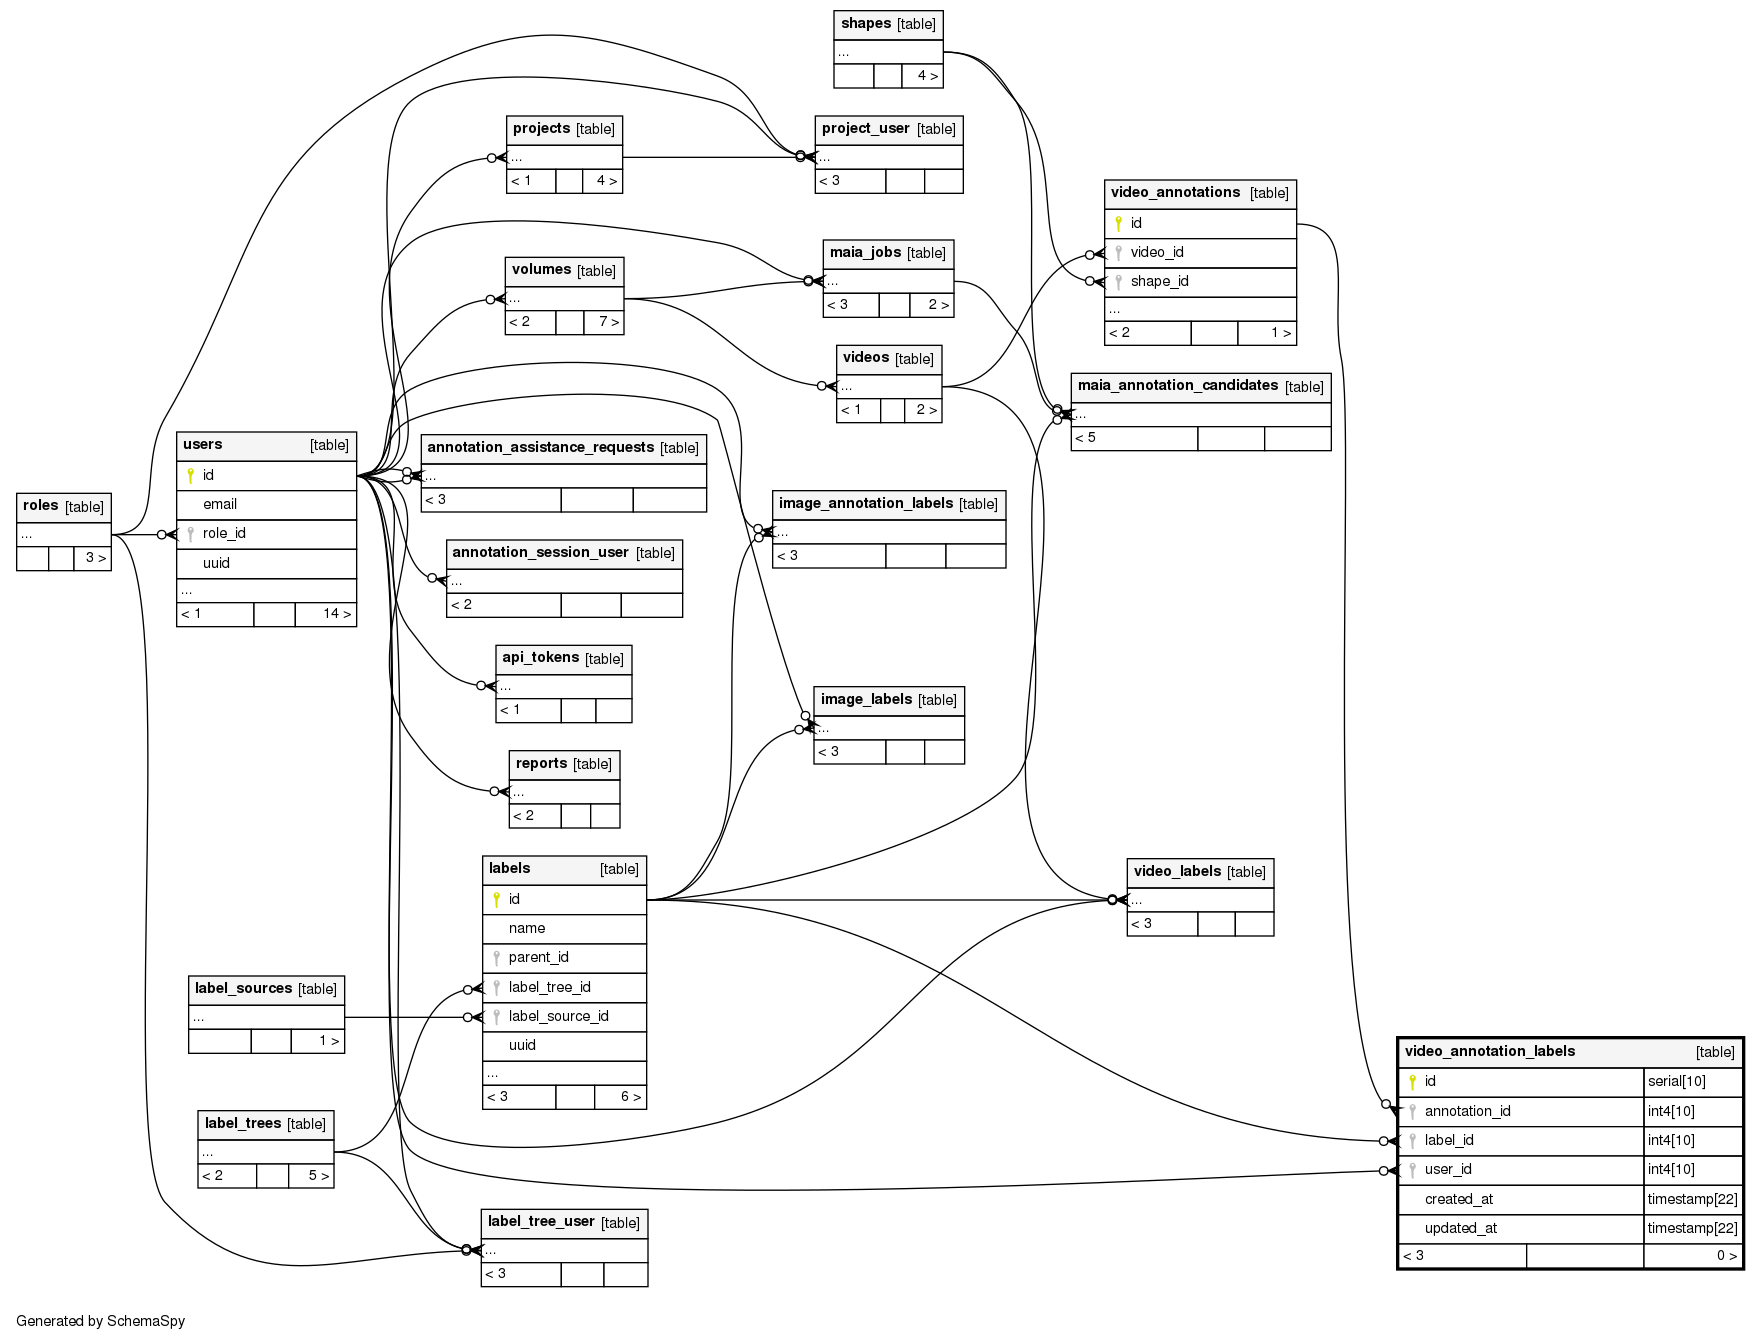 shapes [table]
...
4 >
projects [table]
...
< 1 4 >
project_user [table]
...
< 3
video_annotations [table]
id
video_id
shape_id
...
< 2 1 >
maia_jobs [table]
...
< 3 2 >
volumes [table]
...
< 2 7 >
videos [table]
...
< 1 2 >
maia_annotation_candidates [table]
...
< 5
users [table]
id
email
role_id
uuid
...
< 1 14 >
annotation_assistance_requests [table]
...
< 3
roles [table]
...
3 >
image_annotation_labels [table]
...
< 3
annotation_session_user [table]
...
< 2
api_tokens [table]
...
< 1
image_labels [table]
...
< 3
reports [table]
...
< 2
labels [table]
id
name
parent_id
label_tree_id
label_source_id
uuid
...
< 3 6 >
video_labels [table]
...
< 3
label_sources [table]
...
1 >
video_annotation_labels [table]
id serial[10]
annotation_id int4[10]
label_id int4[10]
user_id int4[10]
created_at timestamp[22]
updated_at timestamp[22]
< 3 0 >
label_trees [table]
...
< 2 5 >
label_tree_user [table]
...
< 3
Generated by SchemaSpy